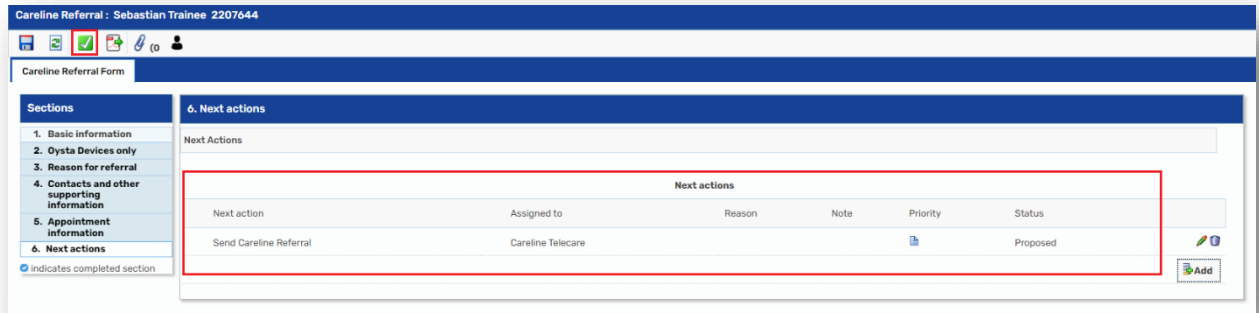 Careline Referral : Sebastian Trainee 2207644
(0
Careline Referral Form
Sections
1. Basic information
2. Oysta Devices only
3. Reason for referral
4. Contacts and other
supporting
information
5. Appointment
information
6. Next actions
indicates completed section
6. Next actions
Next Actions
Next actions
Next action Assigned to Reason Note Priority Status
Send Careline Referral Careline Telecare Proposed
Add